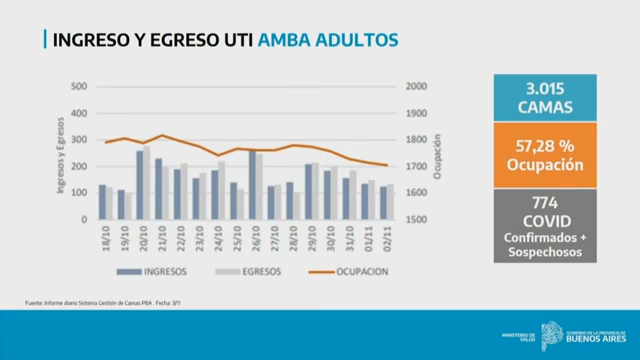 INGRESO Y EGRESO UTI AMBA ADULTOS
500
400
300
200
100
0
Ingresos y Egresos
2000
1900
1800
1700
1600
1500
Ocupación
18/10
19/10
20/10
21/10
22/10
23/10
24/10
25/10
26/10
27/10
28/10
29/10
30/10
31/10
01/11
02/11
INGRESOS
EGRESOS
OCUPACION
3.015
CAMAS
57,28 %
Ocupación
774
COVID
Confirmados +
Sospechosos
Fuente: Informe diario Sistema Gestión de Camas PBA . Fecha: 3/11
MINISTERIO DE
SALUD
GOBIERNO DE LA PROVINCIA DE
BUENOS AIRES